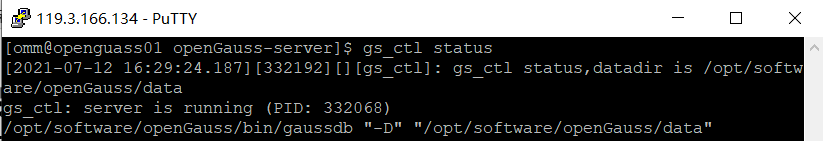 119.3.166.134 - PuTTY
[omm@openguass01 openGauss-server]$ gs_ctl status
[2021-07-12 16:29:24.187][332192][][gs_ctl]: gs_ctl status,datadir is /opt/softw
are/openGauss/data
gs_ctl: server is running (PID: 332068)
/opt/software/openGauss/bin/gaussdb "-D" "/opt/software/openGauss/data"